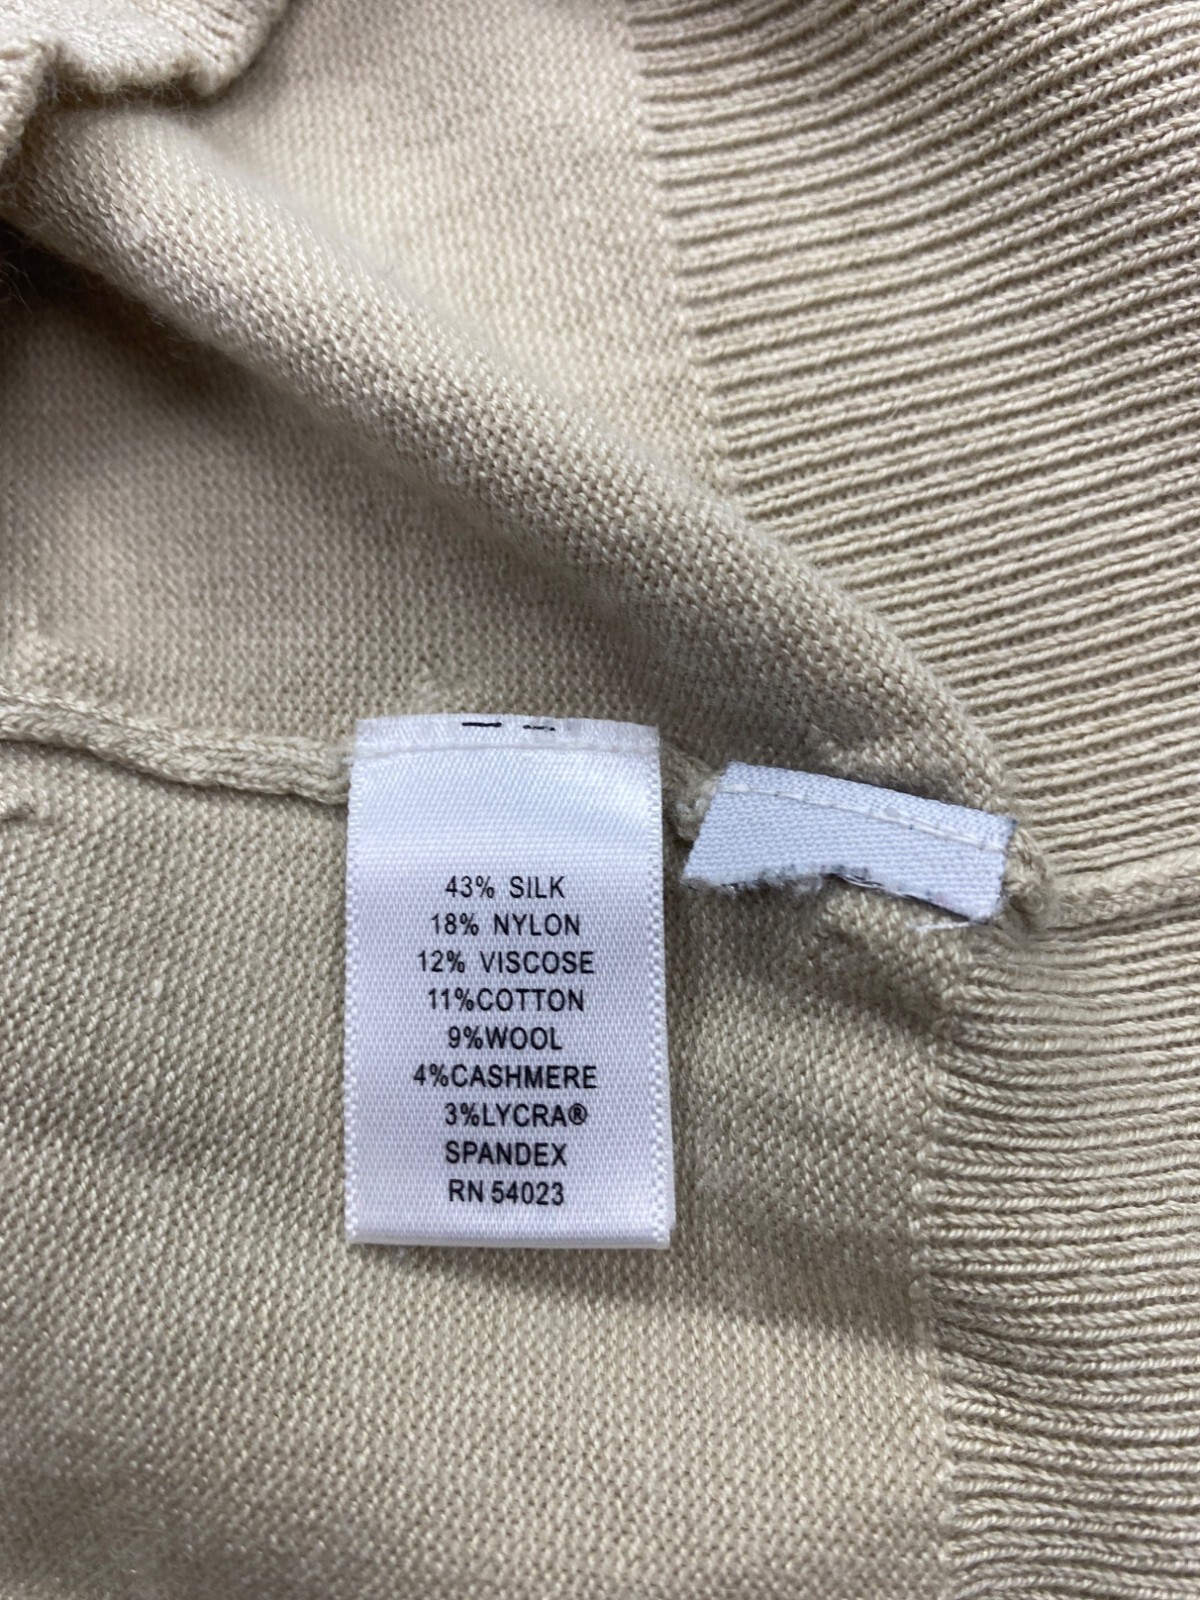 43% SILK
18% NYLON
12% VISCOSE
11%COTTON
9%WOOL
4%CASHMERE
3%LYCRA®
SPANDEX
RN 54023